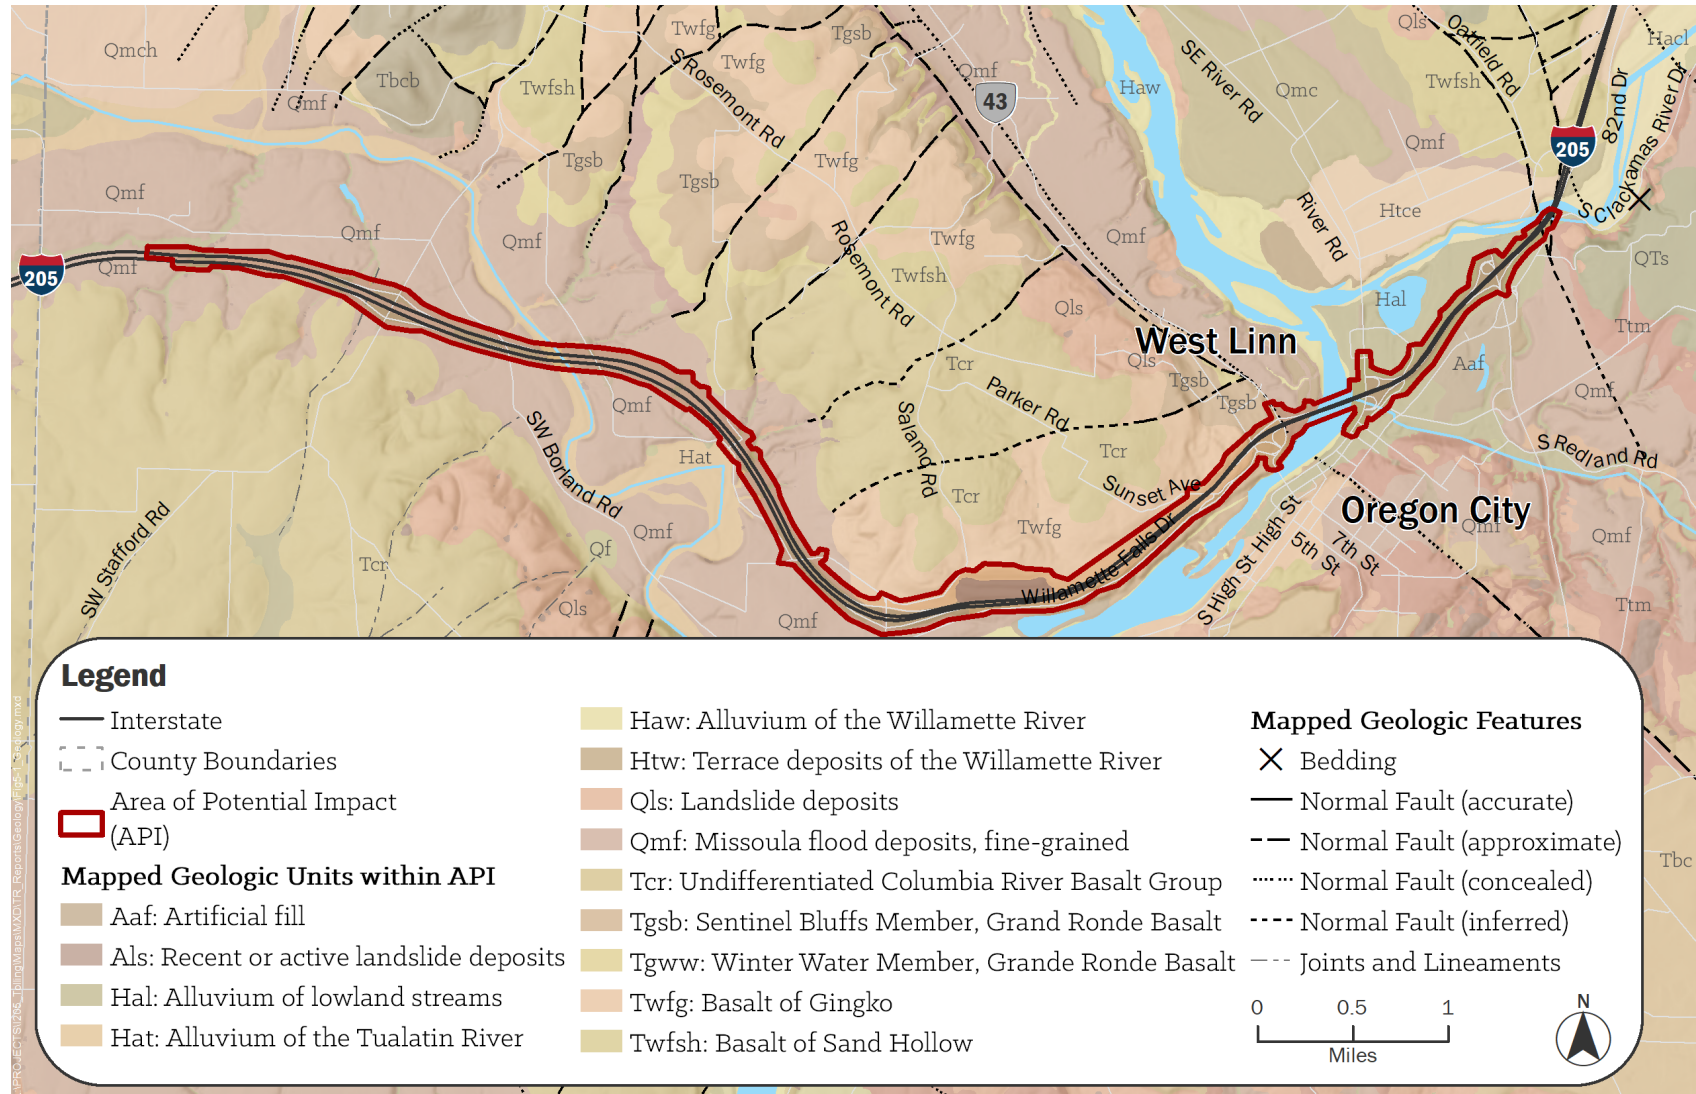 Qmch
Twfg
Tgsb
Oatfield Rd
Qls
Hacl
S Rosemont Rd
Twfg
Qmf
43
Haw
SE River Rd
Qmc
Twfsh
82nd Dr
Tbcb
Twfsh
Qmf
205
S Clackamas River Dr
Qmf
Tgsb
Twfg
Tgsb
Qmf
River Rd
Htce
Qmf
Rosemont Rd
Qmf
Qmf
Twfg
Qmf
QTs
205
Qmf
Twfsh
Qls
Hal
Ttm
West Linn
Qls
Tgsb
Tcr
Aaf
Qmf
Parker Rd
Tgsb
Qmf
SW Borland Rd
Salamo Rd
Tcr
S Redland Rd
Hat
Sunset Ave
Tcr
Oregon City
Qmf
SW Stafford Rd
Qmf
Twfg
Qf
Willamette Falls Dr
High St
7th St
5th St
Qmf
Tcr
S High St
Qls
Qmf
Ttm
Tbc
Legend
Interstate
County Boundaries
Area of Potential Impact
(API)
Mapped Geologic Units within API
Aaf: Artificial fill
Als: Recent or active landslide deposits
Hal: Alluvium of lowland streams
Hat: Alluvium of the Tualatin River
Haw: Alluvium of the Willamette River
Htw: Terrace deposits of the Willamette River
Qls: Landslide deposits
Qmf: Missoula flood deposits, fine-grained
Tcr: Undifferentiated Columbia River Basalt Group
Tgsb: Sentinel Bluffs Member, Grand Ronde Basalt
Tgww: Winter Water Member, Grande Ronde Basalt
Twfg: Basalt of Gingko
Twfsh: Basalt of Sand Hollow
Mapped Geologic Features
Bedding
Normal Fault (accurate)
Normal Fault (approximate)
Normal Fault (concealed)
Normal Fault (inferred)
Joints and Lineaments
0 0.5 1
Miles
N